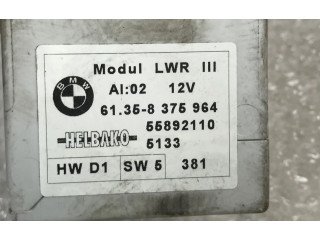 BMW
Modul LWR III
AI:02 12V
61.35-8 375 964
55892110
HELBAKO 5133
HW D1 SW 5 381